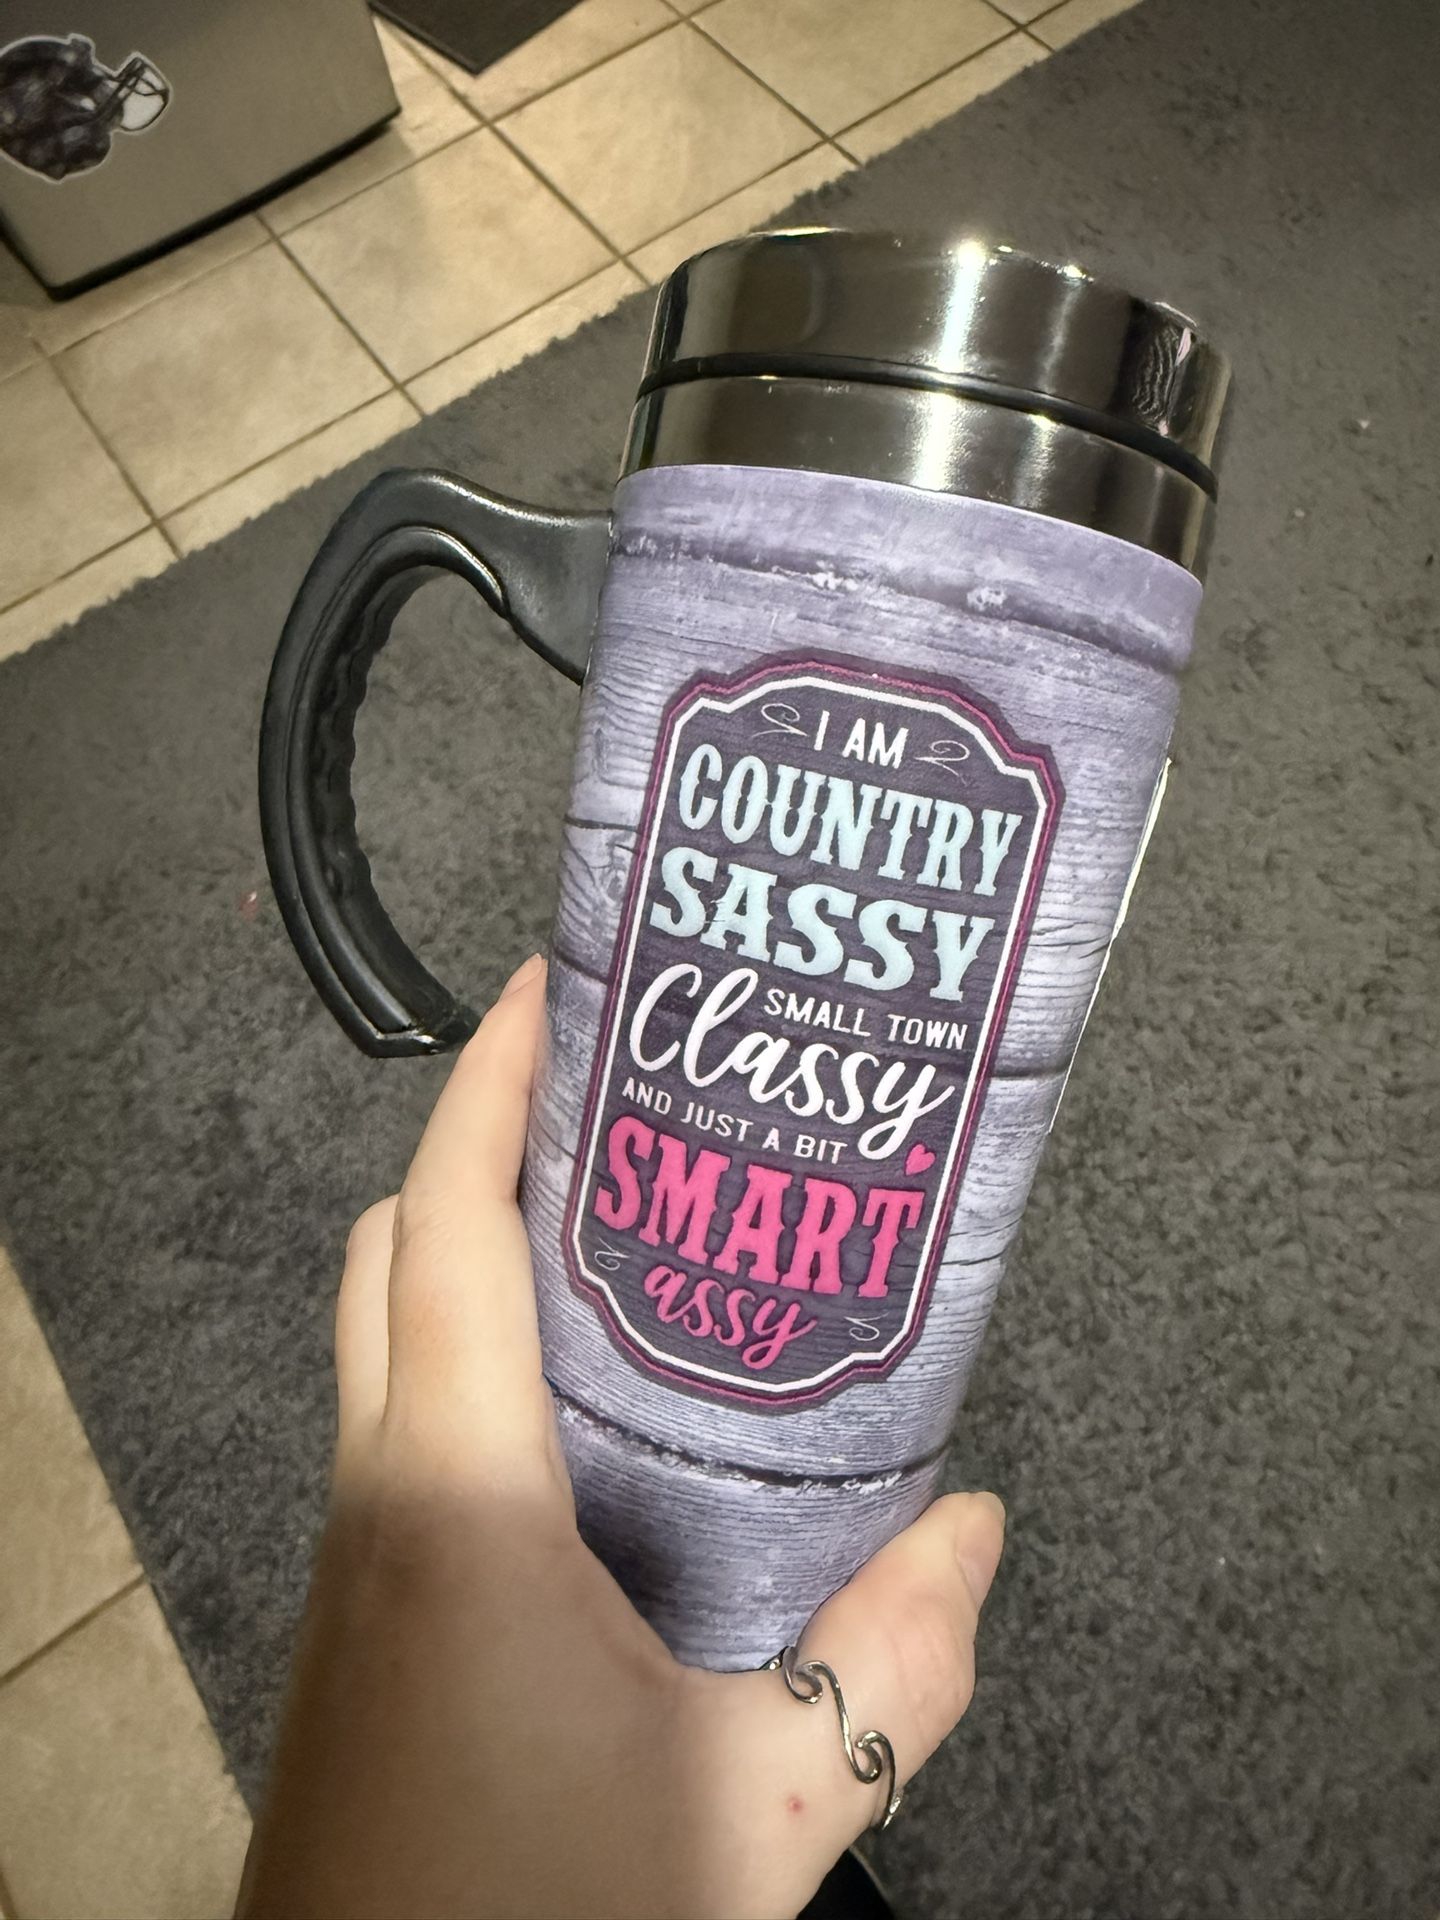 I AM
COUNTRY
SASSY
SMALL TOWN
Classy
AND JUST A BIT
SMART
assy